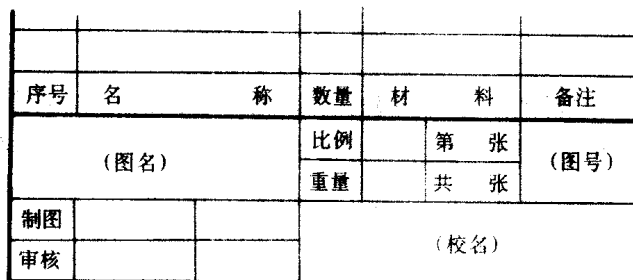 序号 名 称 数量 材 料 备注
(图名) 比例 第 张 (图号)
重量 共 张
制图 (校名)
审核